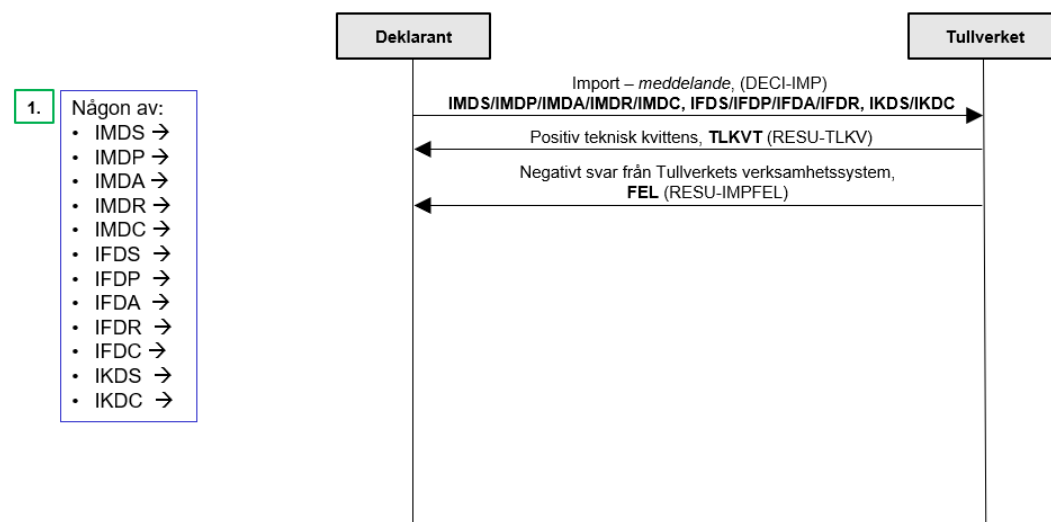 Deklarant
Tullverket
Import – meddelande, (DECI-IMP)
IMDS/IMDP/IMDA/IMDR/IMDC, IFDS/IFDP/IFDA/IFDR, IKDS/IKDC
Positiv teknisk kvittens, TLKVT (RESU-TLKV)
Negativt svar från Tullverkets verksamhetssystem,
FEL (RESU-IMPFEL)
1.
Någon av:
• IMDS →
• IMDP →
• IMDA →
• IMDR →
• IMDC →
• IFDS →
• IFDP →
• IFDA →
• IFDR →
• IFDC →
• IKDS →
• IKDC →